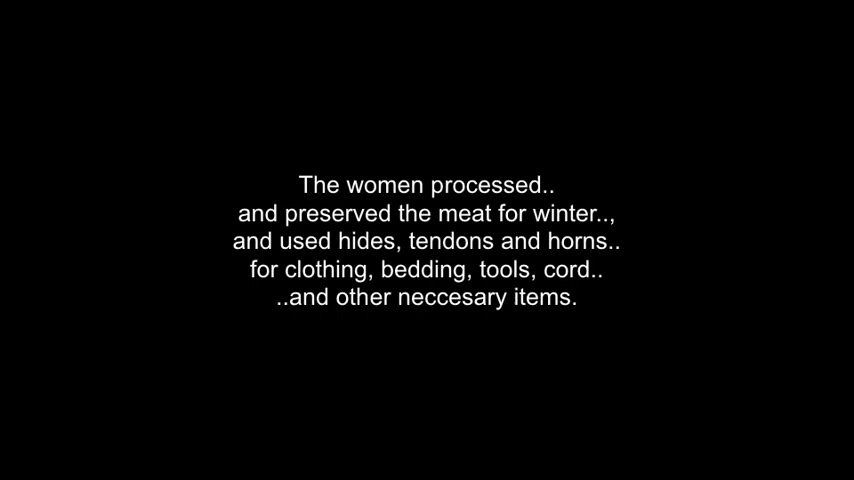 The women processed..
and preserved the meat for winter..,
and used hides, tendons and horns..
for clothing, bedding, tools, cord..
..and other neccesary items.